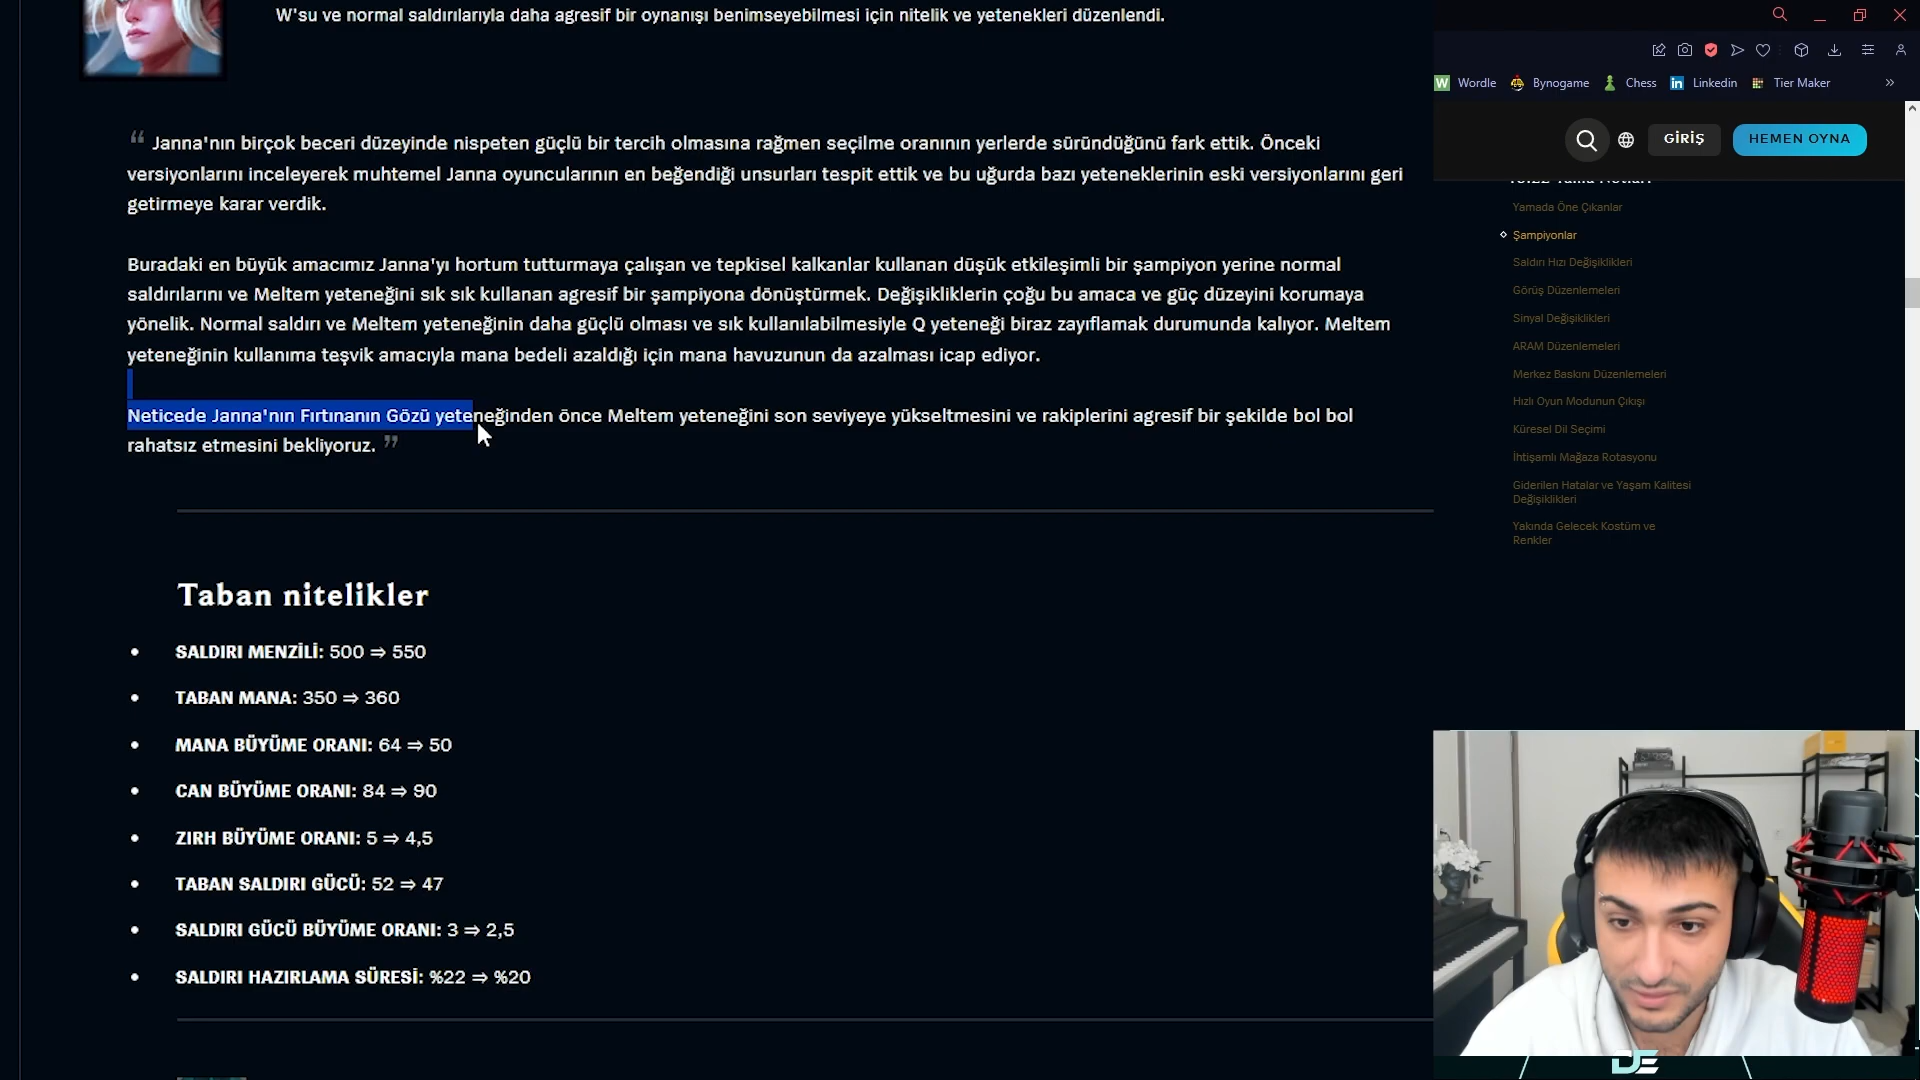 W'su ve normal saldırılarıyla daha agresif bir oynanışı benimseyebilmesi için nitelik ve yetenekleri düzenlendi.
“ Janna'nın birçok beceri düzeyinde nispeten güçlü bir tercih olmasına rağmen seçilme oranının yerlerde süründüğünü fark ettik. Önceki
versiyonlarını inceleyerek muhtemel Janna oyuncularının en beğendiği unsurları tespit ettik ve bu uğurda bazı yeteneklerinin eski versiyonlarını geri
getirmeye karar verdik.
Buradaki en büyük amacımız Janna'yı hortum tutturmaya çalışan ve tepkisel kalkanlar kullanan düşük etkileşimli bir şampiyon yerine normal
saldırılarını ve Meltem yeteneğini sık sık kullanan agresif bir şampiyona dönüştürmek. Değişikliklerin çoğu bu amaca ve güç düzeyini korumaya
yönelik. Normal saldırı ve Meltem yeteneğinin daha güçlü olması ve sık kullanılabilmesiyle Q yeteneği biraz zayıflamak durumunda kalıyor. Meltem
yeteneğinin kullanıma teşvik amacıyla mana bedeli azaldığı için mana havuzunun da azalması icap ediyor.
Neticede Janna'nın Fırtınanın Gözü yeteneğinden önce Meltem yeteneğini son seviyeye yükseltmesini ve rakiplerini agresif bir şekilde bol bol
rahatsız etmesini bekliyoruz. ”
Taban nitelikler
• SALDIRI MENZİLİ: 500 ⇒ 550
• TABAN MANA: 350 ⇒ 360
• MANA BÜYÜME ORANI: 64 ⇒ 50
• CAN BÜYÜME ORANI: 84 ⇒ 90
• ZIRH BÜYÜME ORANI: 5 ⇒ 4,5
• TABAN SALDIRI GÜCÜ: 52 ⇒ 47
• SALDIRI GÜCÜ BÜYÜME ORANI: 3 ⇒ 2,5
• SALDIRI HAZIRLAMA SÜRESİ: %22 ⇒ %20
W Wordle Bynogame Chess in Linkedin Tier Maker »
GİRİŞ HEMEN OYNA
Yamada Öne Çıkanlar
Şampiyonlar
Saldırı Hızı Değişiklikleri
Görüş Düzenlemeleri
Sinyal Değişiklikleri
ARAM Düzenlemeleri
Merkez Baskını Düzenlemeleri
Hızlı Oyun Modunun Çıkışı
Küresel Dil Seçimi
İhtişamlı Mağaza Rotasyonu
Giderilen Hatalar ve Yaşam Kalitesi
Değişiklikleri
Yakında Gelecek Kostüm ve
Renkler